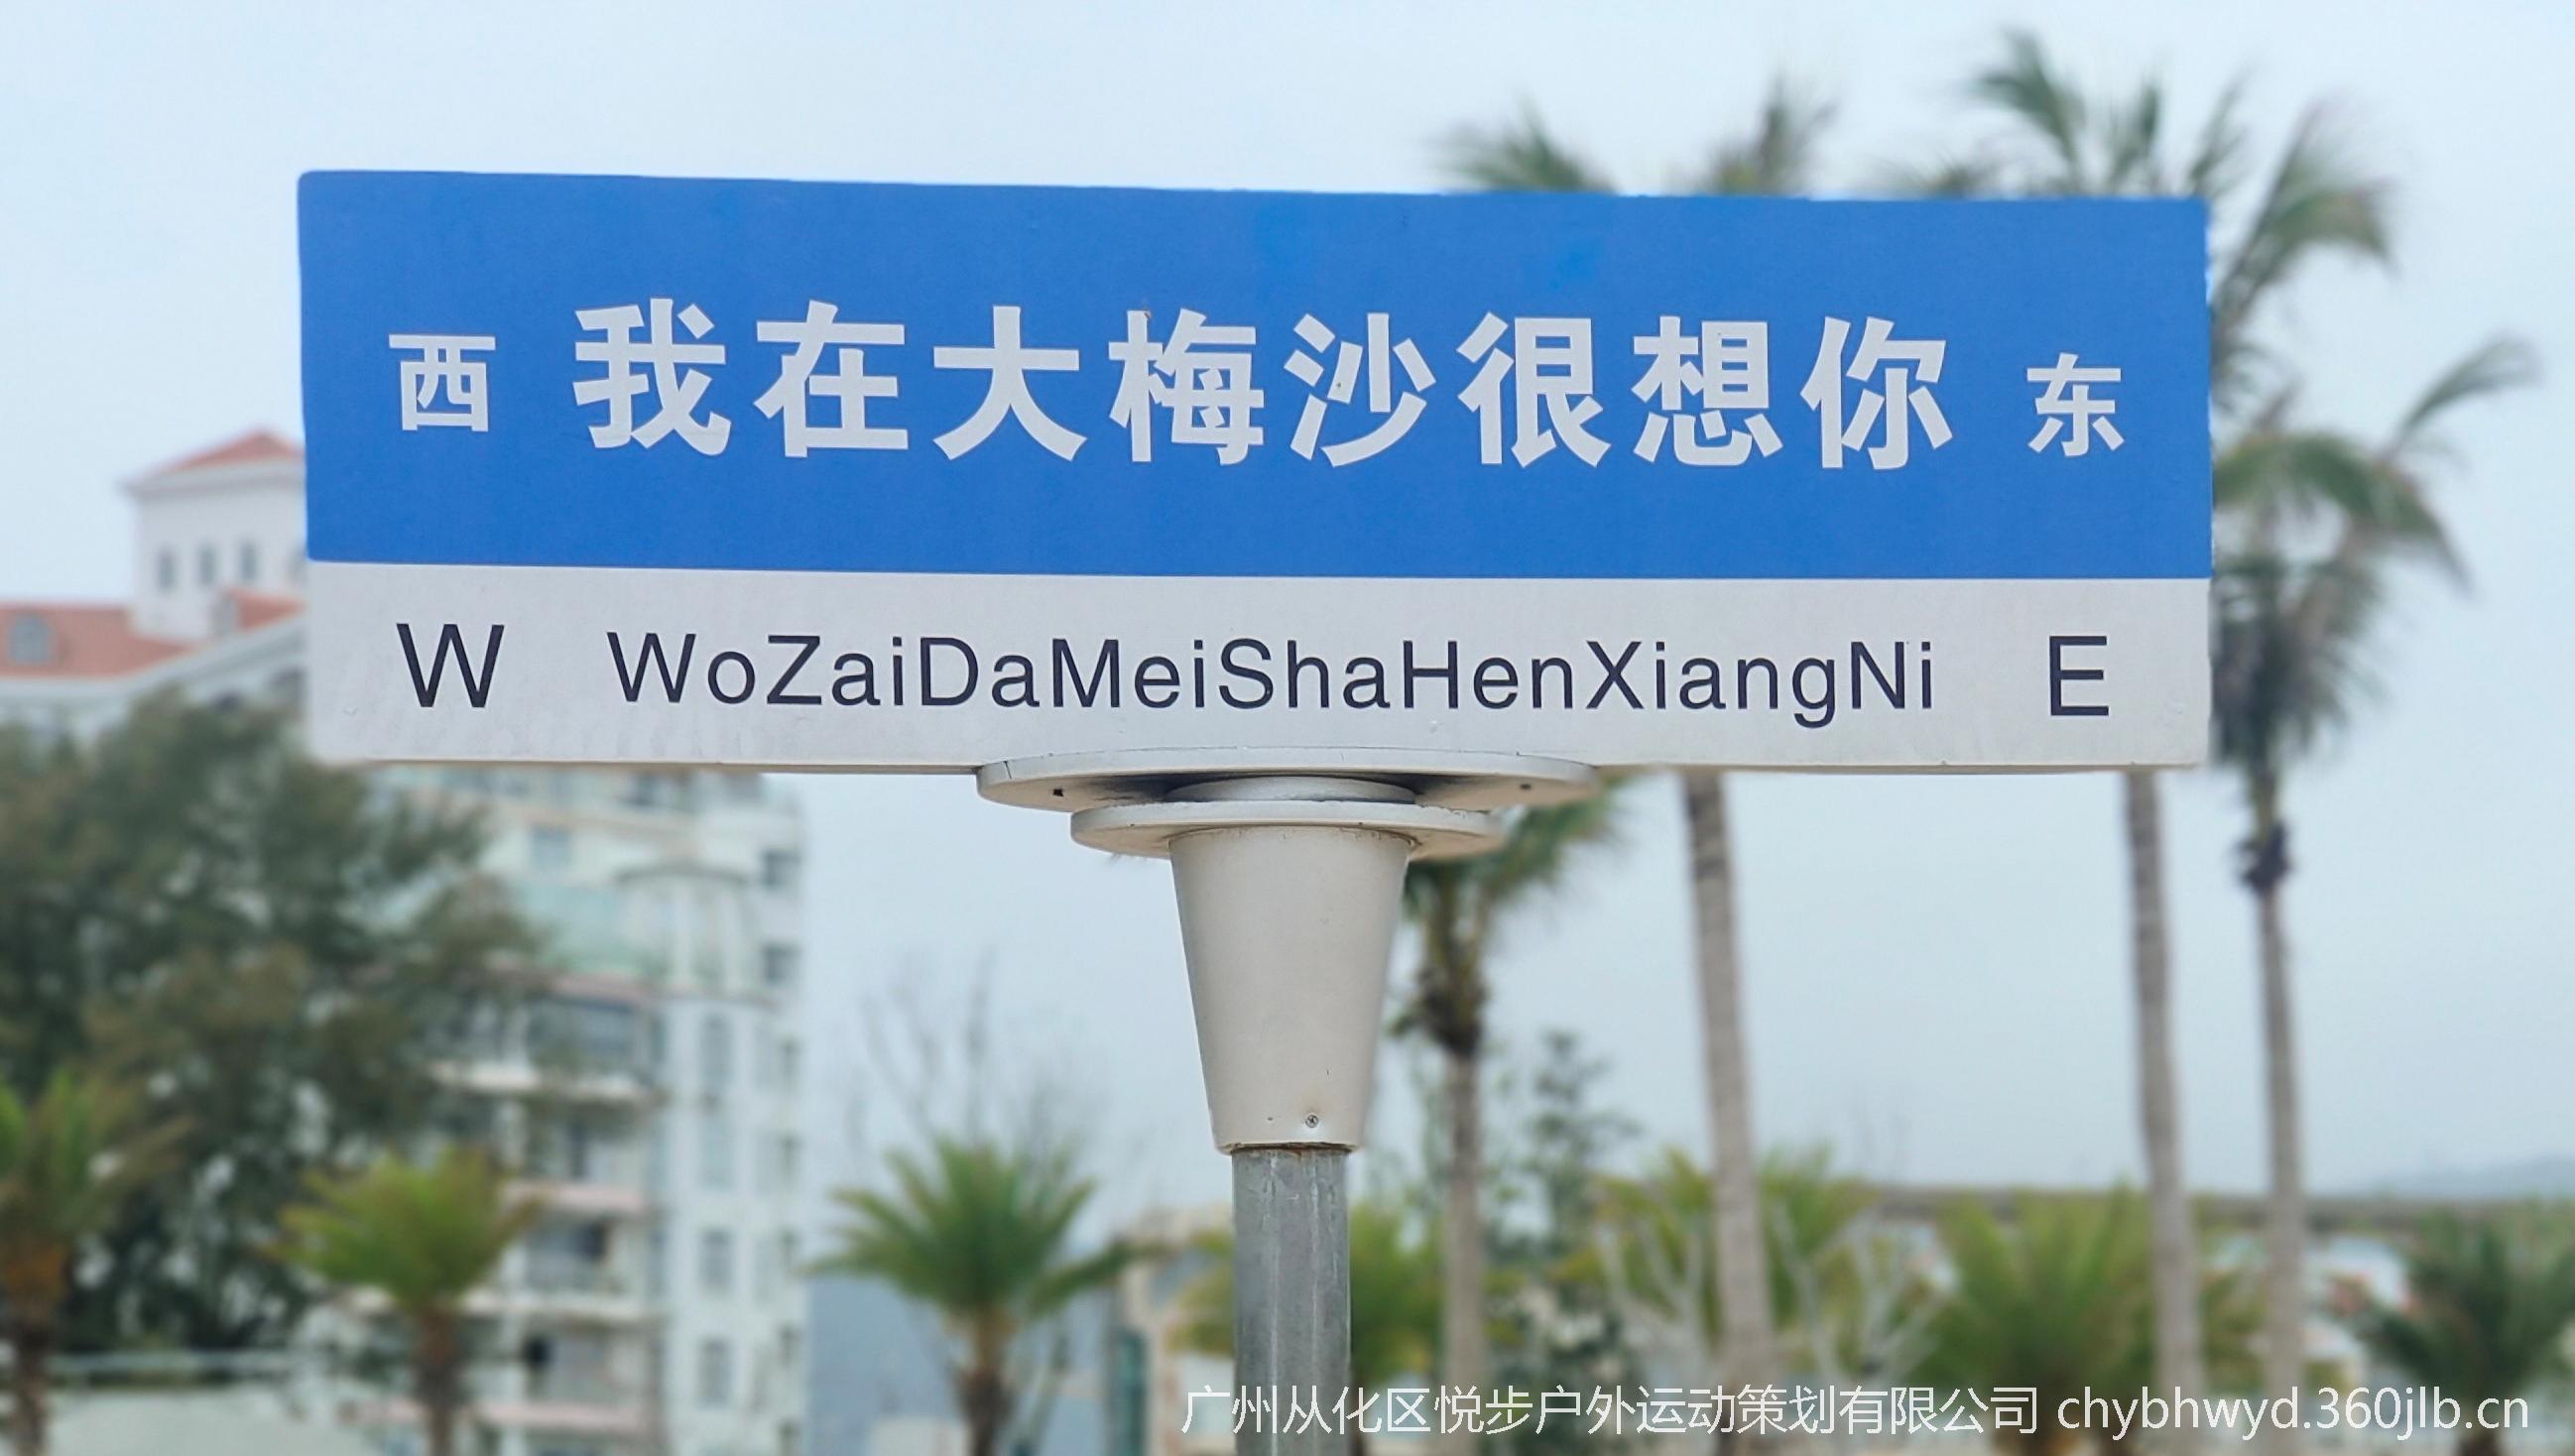 西 我在大梅沙很想你 东
W WoZaiDaMeiShaHenXiangNi E
广州从化区悦步户外运动策划有限公司 chybhwyd.360jlb.cn